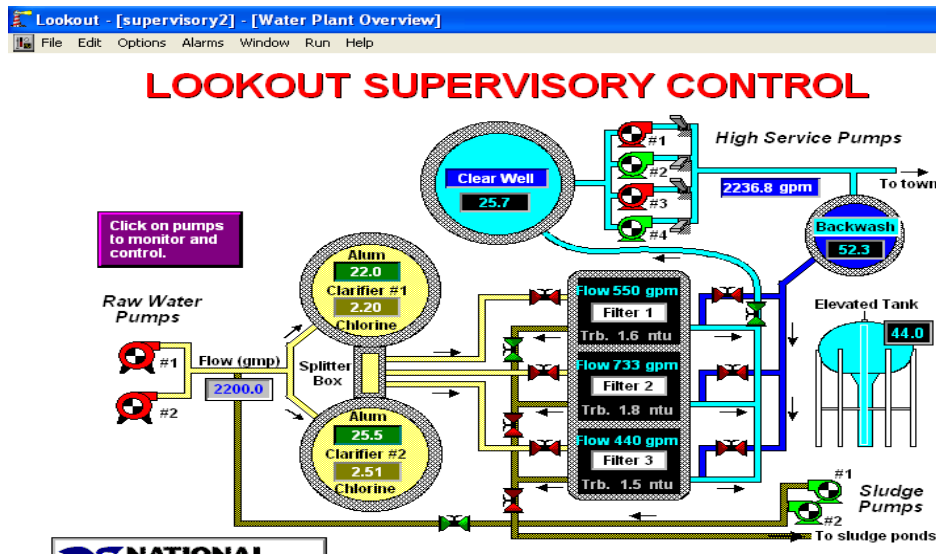 Lookout - [supervisory2] - [Water Plant Overview]
File Edit Options Alarms Window Run Help
LOOKOUT SUPERVISORY CONTROL
High Service Pumps
#1
#2
#3
#4
Clear Well
25.7
2236.8 gpm
To town
Backwash
52.3
Click on pumps
to monitor and
control.
Alum
22.0
Clarifier #1
2.20
Chlorine
Raw Water
Pumps
#1
#2
Flow (gmp)
2200.0
Splitter
Box
Alum
25.5
Clarifier #2
2.51
Chlorine
Flow 550 gpm
Filter 1
Trb. 1.6 ntu
Flow 733 gpm
Filter 2
Trb. 1.8 ntu
Flow 440 gpm
Filter 3
Trb. 1.5 ntu
Elevated Tank
44.0
#1
#2
Sludge
Pumps
To sludge ponds
NATIONAL